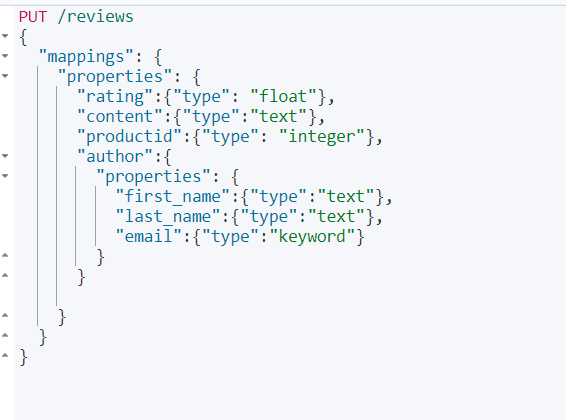 PUT /reviews
{
  "mappings": {
    "properties": {
      "rating":{"type": "float"},
      "content":{"type":"text"},
      "productid":{"type": "integer"},
      "author":{
        "properties": {
          "first_name":{"type":"text"},
          "last_name":{"type":"text"},
          "email":{"type":"keyword"}
        }
      }

    }
  }
}